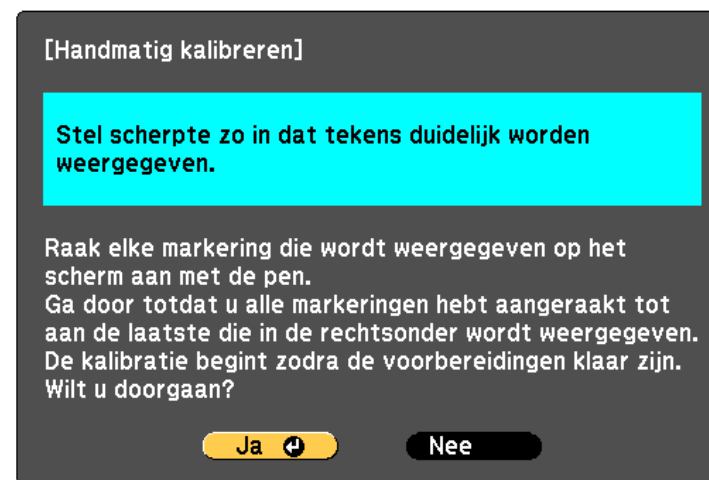 [Handmatig kalibreren]
Stel scherpte zo in dat tekens duidelijk worden
weergegeven.
Raak elke markering die wordt weergegeven op het
scherm aan met de pen.
Ga door totdat u alle markeringen hebt aangeraakt tot
aan de laatste die in de rechtsonder wordt weergegeven.
De kalibratie begint zodra de voorbereidingen klaar zijn.
Wilt u doorgaan?
Ja Nee